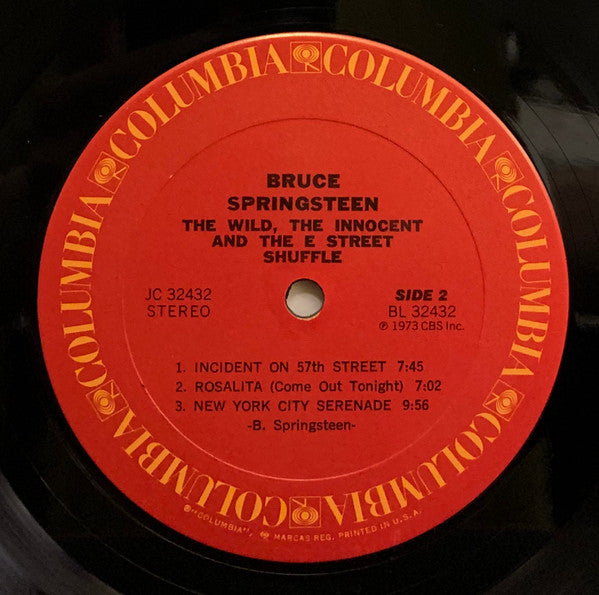 COLUMBIA COLUMBIA COLUMBIA COLUMBIA COLUMBIA COLUMBIA
BRUCE
SPRINGSTEEN
THE WILD, THE INNOCENT
AND THE E STREET
SHUFFLE
JC 32432
STEREO
SIDE 2
BL 32432
℗ 1973 CBS Inc.
1. INCIDENT ON 57th STREET 7:45
2. ROSALITA (Come Out Tonight) 7:02
3. NEW YORK CITY SERENADE 9:56
-B. Springsteen-
®"COLUMBIA", MARCAS REG. PRINTED IN U.S.A.